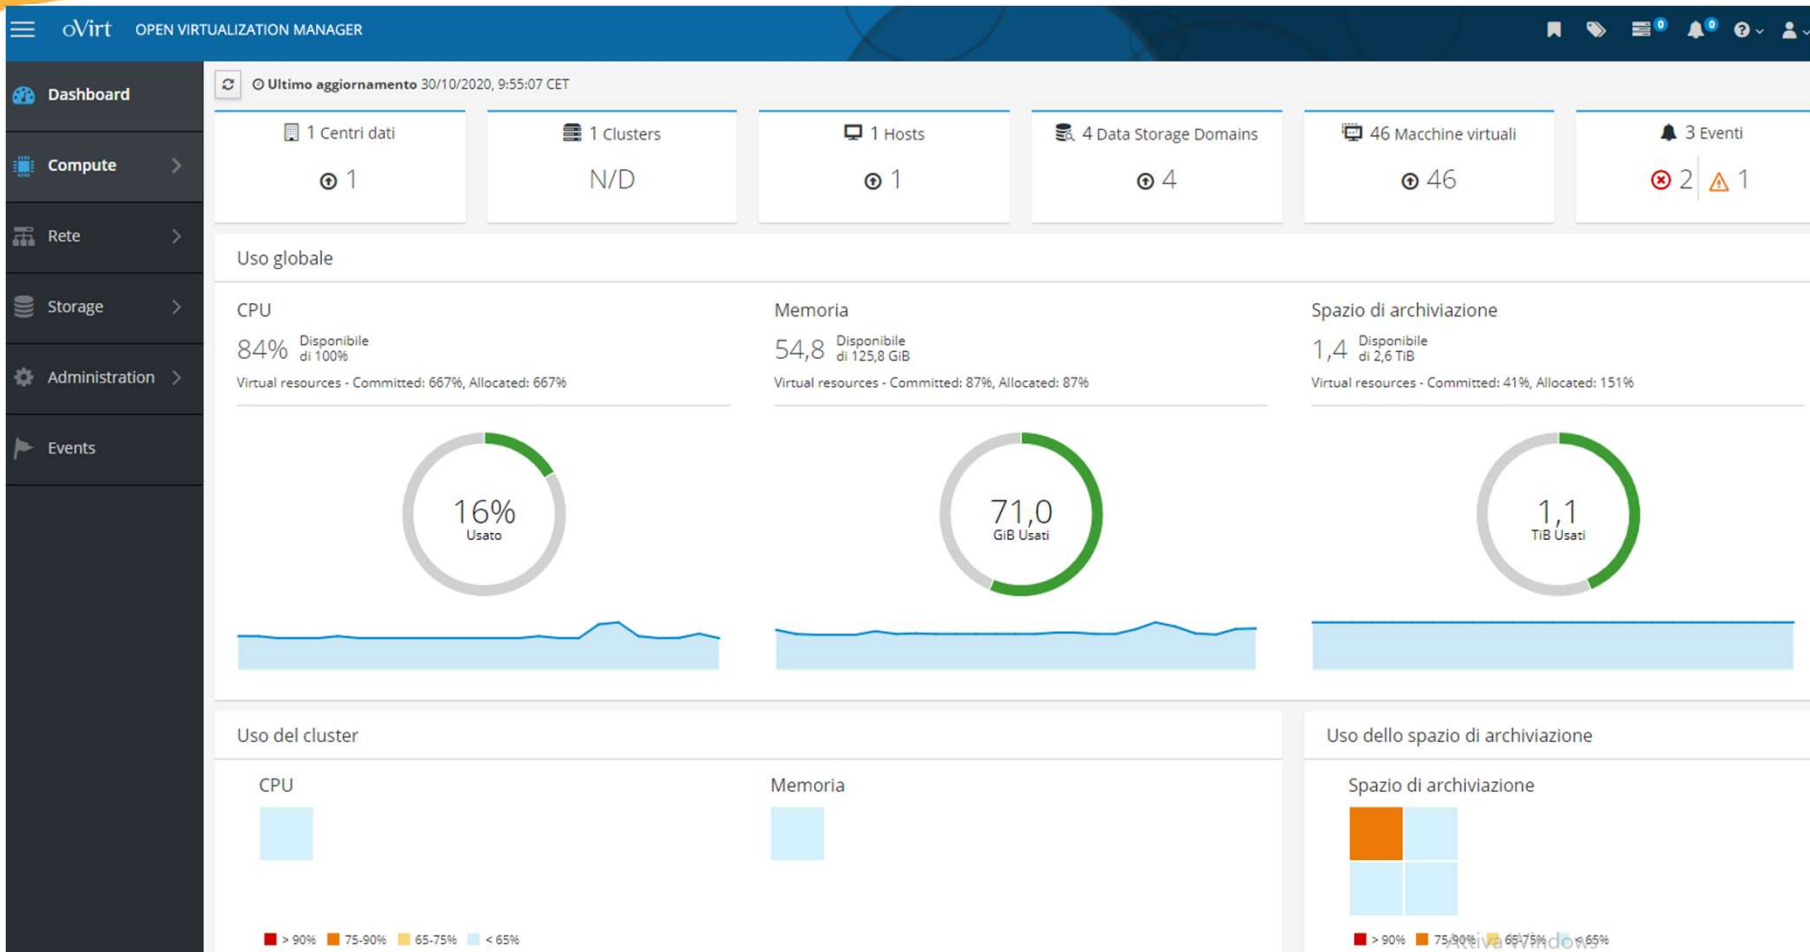 oVirt OPEN VIRTUALIZATION MANAGER
0 0
Dashboard
Compute
Rete
Storage
Administration
Events
Ultimo aggiornamento 30/10/2020, 9:55:07 CET
1 Centri dati
1
1 Clusters
N/D
1 Hosts
1
4 Data Storage Domains
4
46 Macchine virtuali
46
3 Eventi
2 1
Uso globale
CPU
84% Disponibile
di 100%
Virtual resources - Committed: 667%, Allocated: 667%
16%
Usato
Memoria
54,8 Disponibile
di 125,8 GiB
Virtual resources - Committed: 87%, Allocated: 87%
71,0
GiB Usati
Spazio di archiviazione
1,4 Disponibile
di 2,6 TiB
Virtual resources - Committed: 41%, Allocated: 151%
1,1
TiB Usati
Uso del cluster
CPU
Memoria
> 90% 75-90% 65-75% < 65%
Uso dello spazio di archiviazione
Spazio di archiviazione
> 90% 75-90% 65-75% < 65%
Attiva Windows